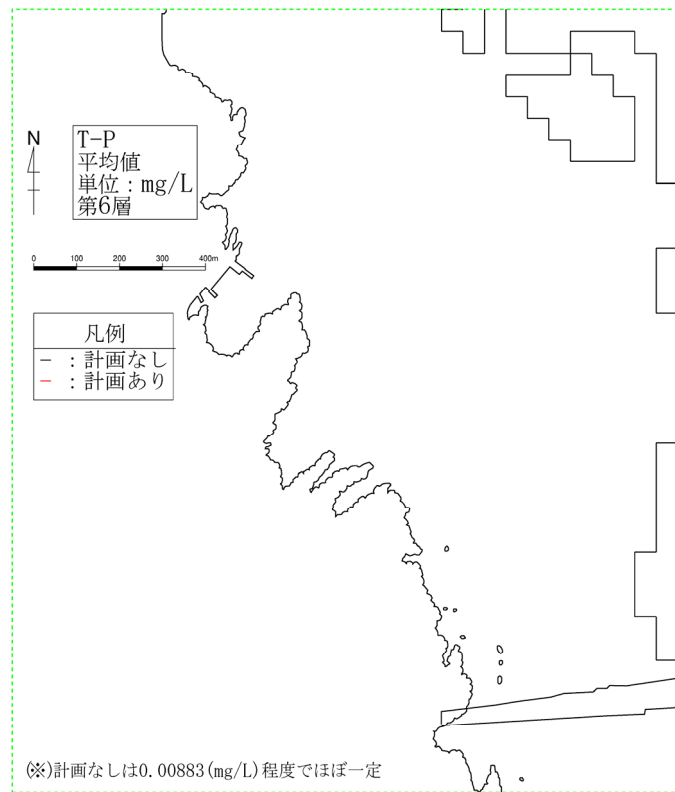 N
T-P
平均値
単位：mg/L
第6層
0 100 200 300 400m
凡例
― ：計画なし
― ：計画あり
(※)計画なしは0.00883(mg/L)程度でほぼ一定